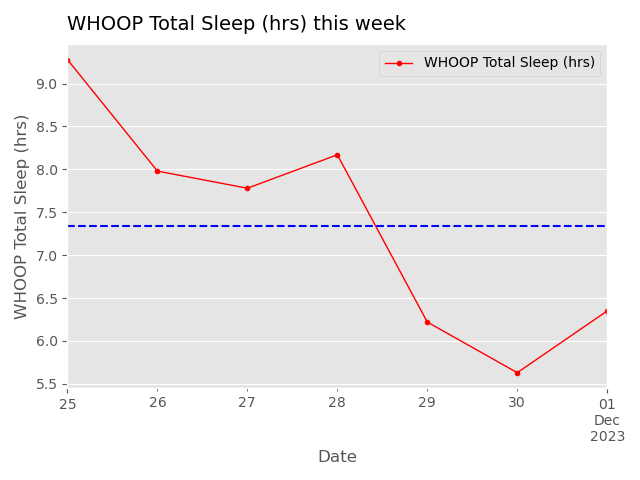 WHOOP Total Sleep (hrs) this week
WHOOP Total Sleep (hrs)
WHOOP Total Sleep (hrs)
9.0
8.5
8.0
7.5
7.0
6.5
6.0
5.5
25 26 27 28 29 30 01
Dec
2023
Date